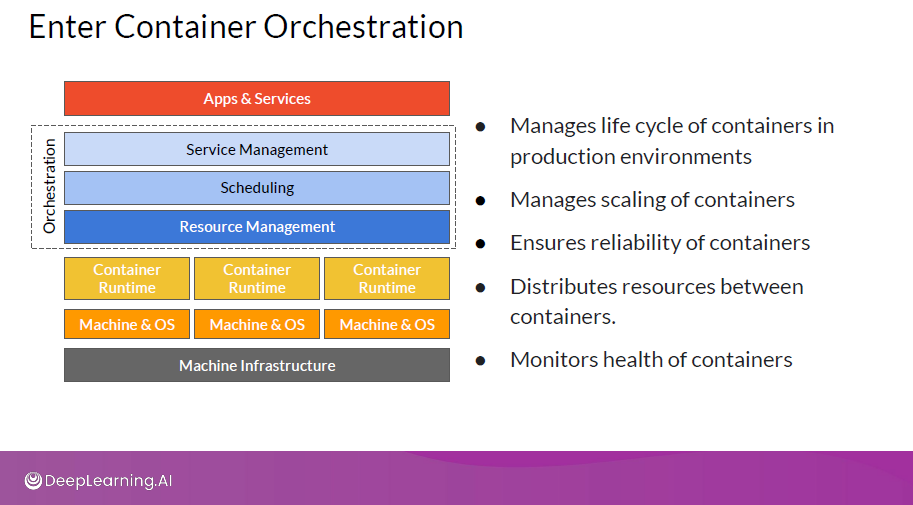 Enter Container Orchestration
Apps & Services
Orchestration
Service Management
Scheduling
Resource Management
Container
Runtime
Container
Runtime
Container
Runtime
Machine & OS
Machine & OS
Machine & OS
Machine Infrastructure
● Manages life cycle of containers in
production environments
● Manages scaling of containers
● Ensures reliability of containers
● Distributes resources between
containers.
● Monitors health of containers
DeepLearning.AI